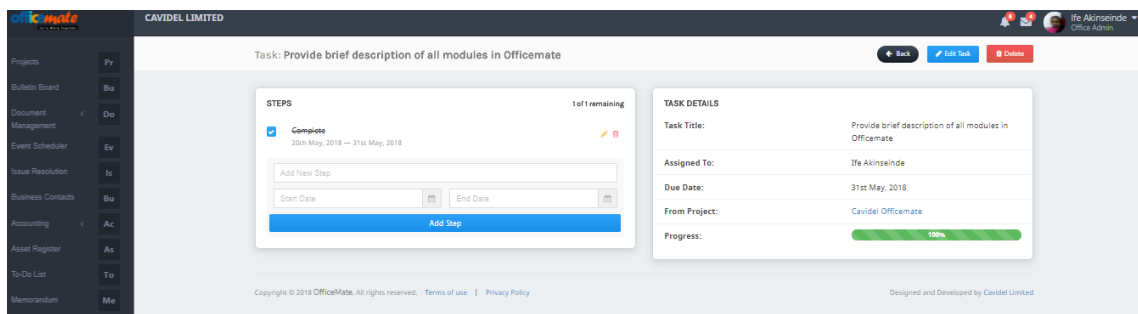 officemate
CAVIDEL LIMITED
Ife Akinseinde
Office Admin
Projects Pr
Bulletin Board Bu
Document Management Do
Event Scheduler Ev
Issue Resolution Is
Business Contacts Bu
Accounting Ac
Asset Register As
To-Do List To
Memorandum Me
Task: Provide brief description of all modules in Officemate
Back
Edit Task
Delete
STEPS 1 of 1 remaining
Complete
20th May, 2018 — 31st May, 2018
Add New Step
Start Date End Date
Add Step
TASK DETAILS
Task Title: Provide brief description of all modules in
Officemate
Assigned To: Ife Akinseinde
Due Date: 31st May, 2018
From Project: Cavidel Officemate
Progress: 100%
Copyright © 2018 OfficeMate. All rights reserved. Terms of use | Privacy Policy
Designed and Developed by Cavidel Limited